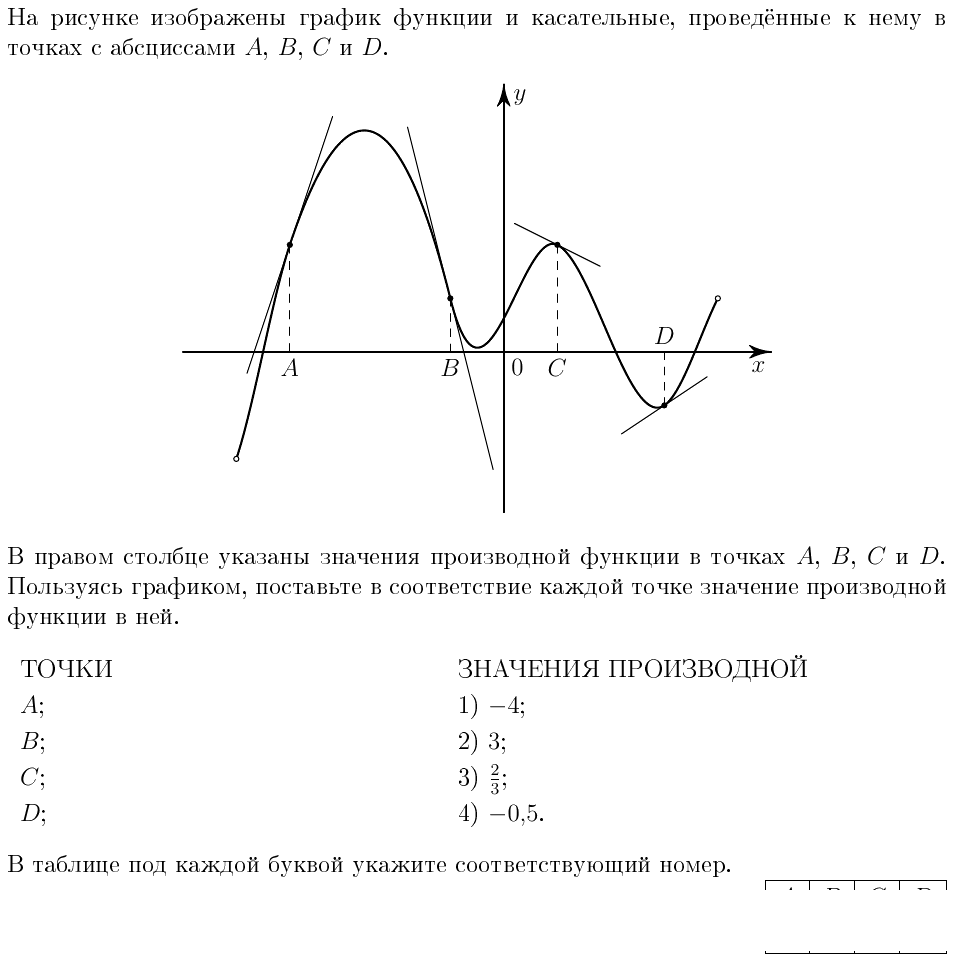 На рисунке изображены график функции и касательные, проведённые к нему в
точках с абсциссами A, B, C и D.
y
D
A B 0 C x
В правом столбце указаны значения производной функции в точках A, B, C и D.
Пользуясь графиком, поставьте в соответствие каждой точке значение производной
функции в ней.
ТОЧКИ ЗНАЧЕНИЯ ПРОИЗВОДНОЙ
A; 1) −4;
B; 2) 3;
C; 3) 2/3;
D; 4) −0,5.
В таблице под каждой буквой укажите соответствующий номер.